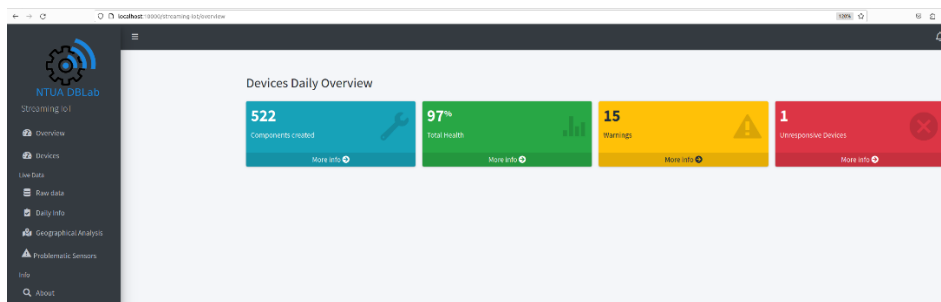 localhost:10000/streaming-iot/overview
120%
NTUA DBLab
Streaming IoT
Overview
Devices
Live Data
Raw data
Daily Info
Geographical Analysis
Problematic Sensors
Info
About
Devices Daily Overview
522
Components created
More info
97%
Total Health
More info
15
Warnings
More info
1
Unresponsive Devices
More info